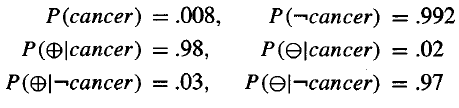 P(cancer) = .008, P(¬cancer) = .992
P(⊕|cancer) = .98, P(⊖|cancer) = .02
P(⊕|¬cancer) = .03, P(⊖|¬cancer) = .97